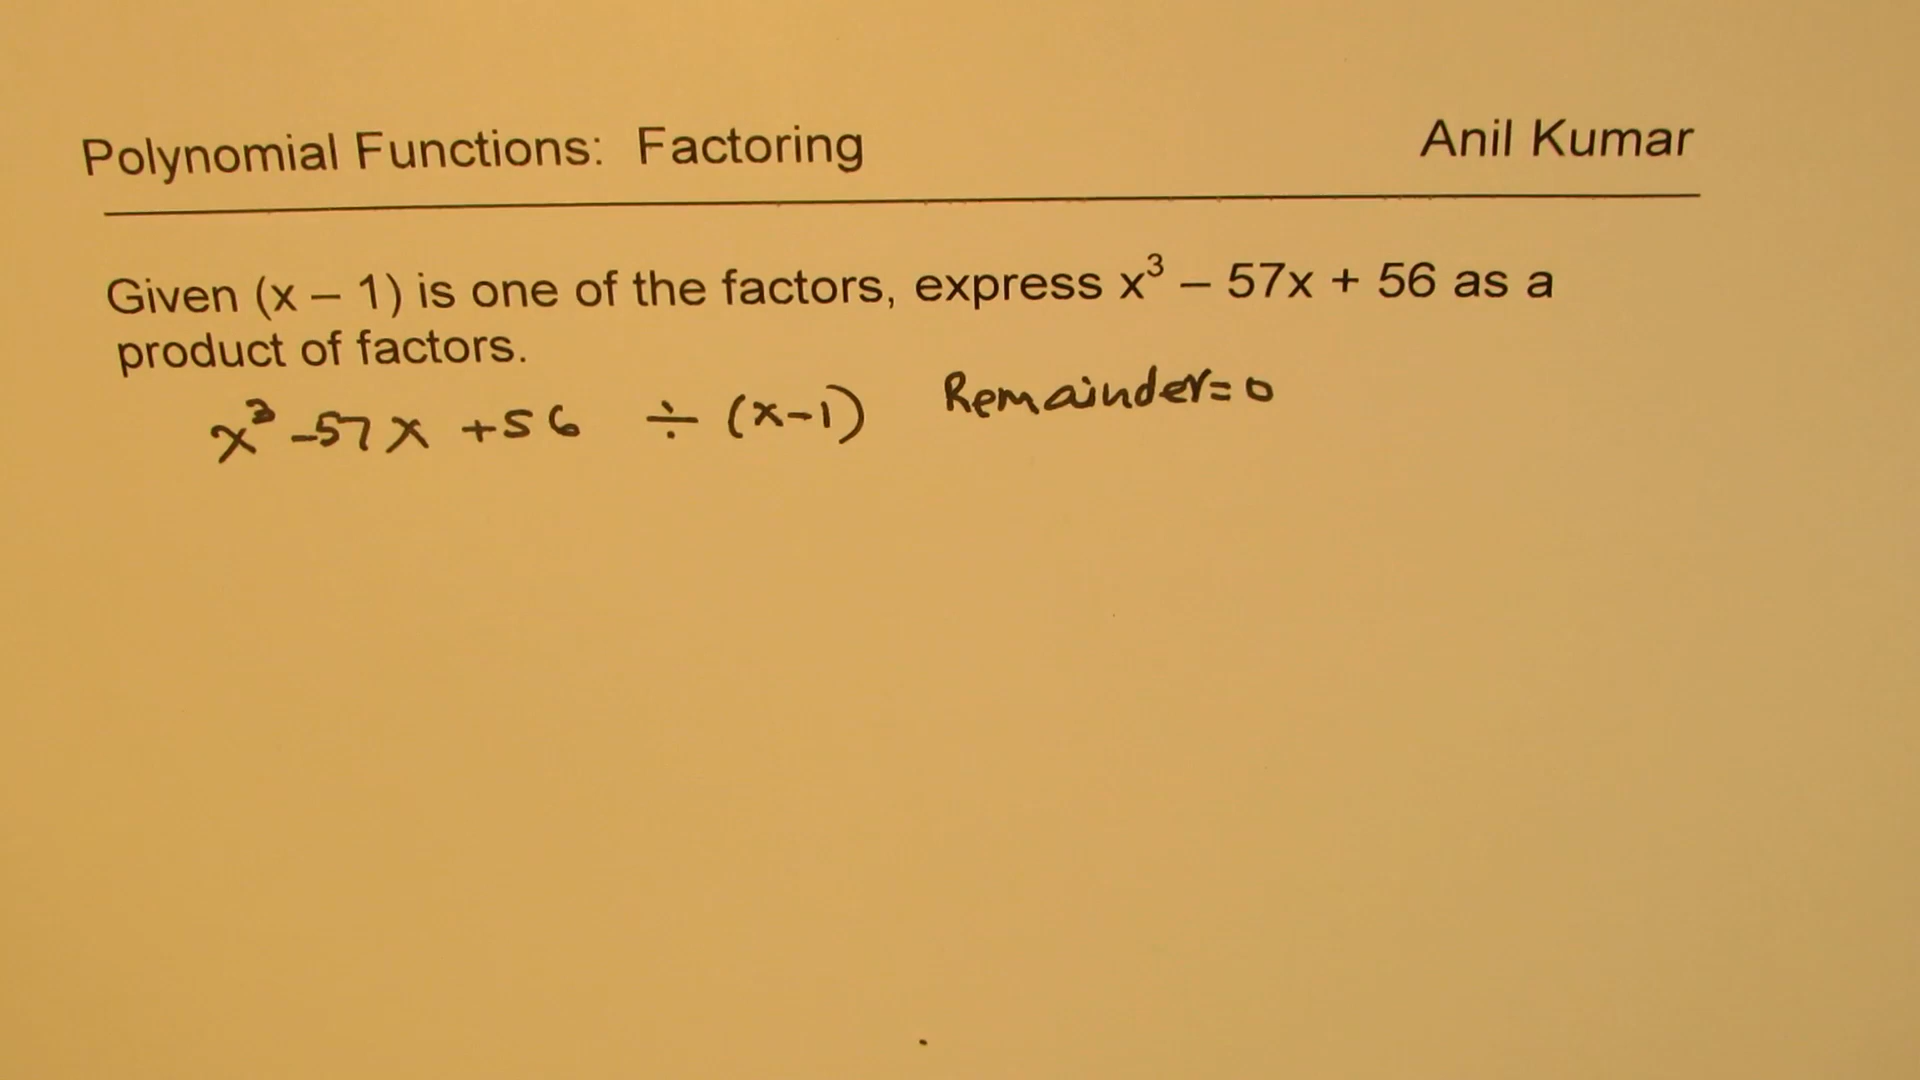 Polynomial Functions: Factoring Anil Kumar
Given (x – 1) is one of the factors, express x³ – 57x + 56 as a
product of factors.
x³ -57x +56 ÷ (x-1) Remainder=0